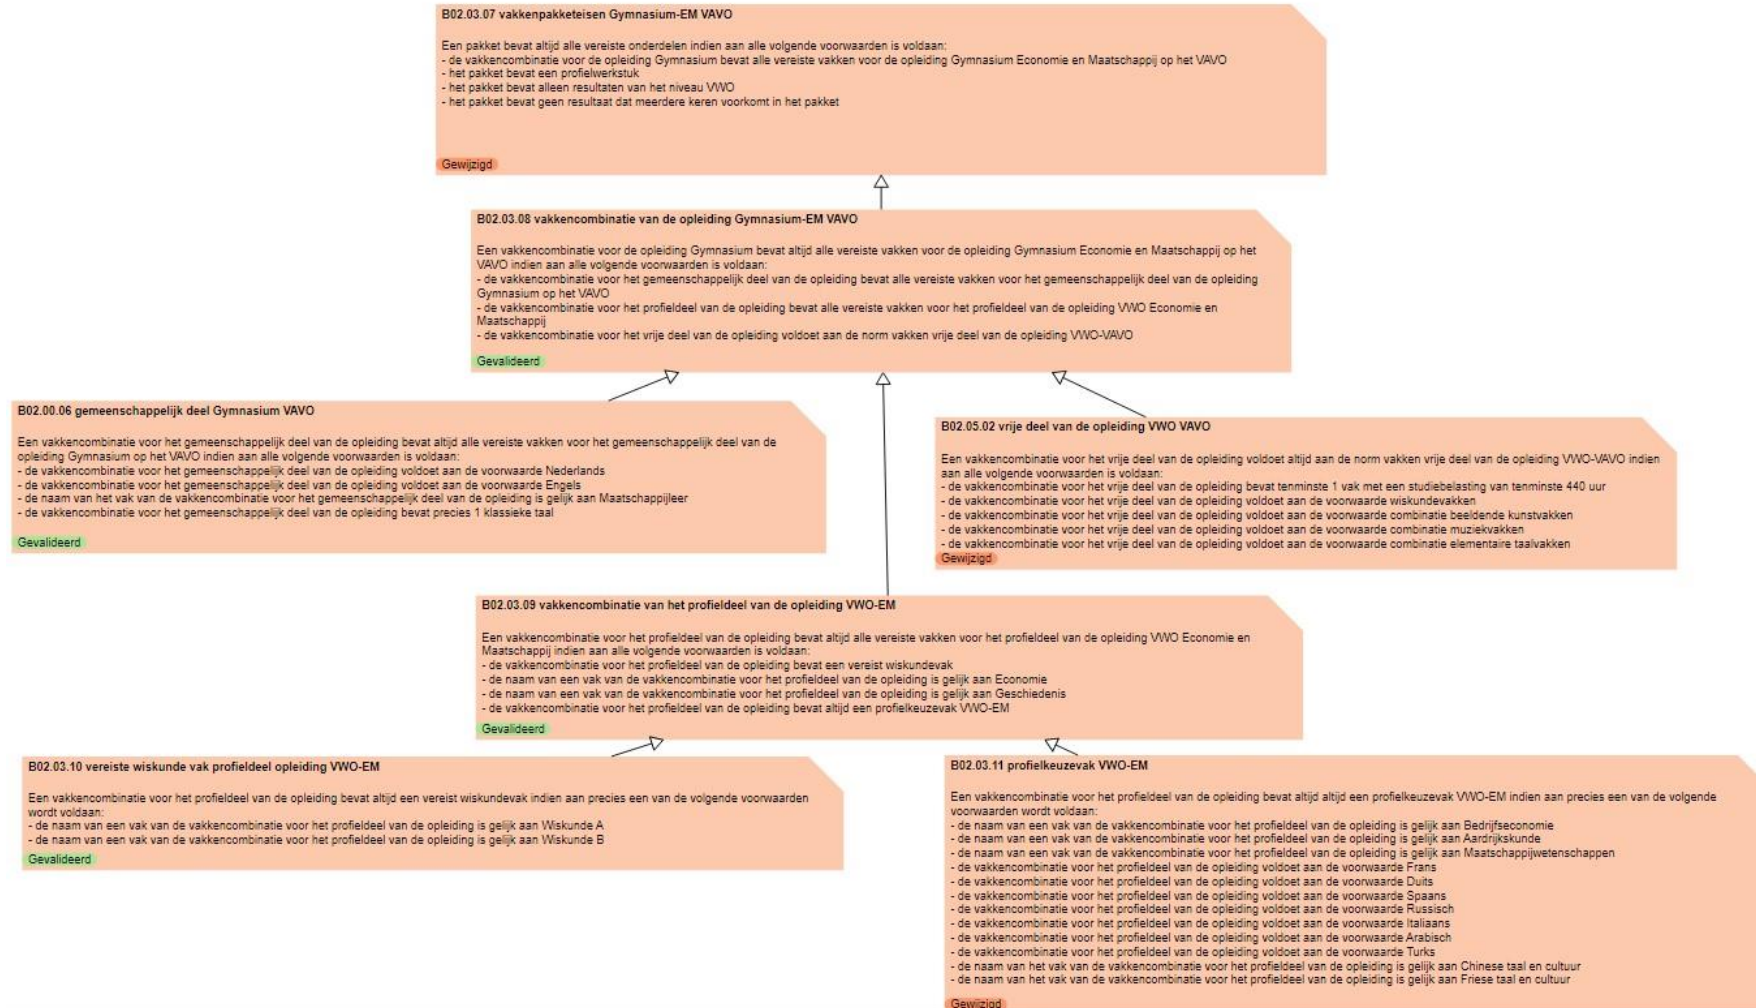 B02.03.07 vakkenpakketeisen Gymnasium-EM VAVO
Een pakket bevat altijd alle vereiste onderdelen indien aan alle volgende voorwaarden is voldaan:
- de vakkencombinatie voor de opleiding Gymnasium bevat alle vereiste vakken voor de opleiding Gymnasium Economie en Maatschappij op het VAVO
- het pakket bevat een profielwerkstuk
- het pakket bevat alleen resultaten van het niveau VWO
- het pakket bevat geen resultaat dat meerdere keren voorkomt in het pakket
Gewijzigd
B02.03.08 vakkencombinatie van de opleiding Gymnasium-EM VAVO
Een vakkencombinatie voor de opleiding Gymnasium bevat altijd alle vereiste vakken voor de opleiding Gymnasium Economie en Maatschappij op het
VAVO indien aan alle volgende voorwaarden is voldaan:
- de vakkencombinatie voor het gemeenschappelijk deel van de opleiding bevat alle vereiste vakken voor het gemeenschappelijk deel van de opleiding
Gymnasium op het VAVO
- de vakkencombinatie voor het profieldeel van de opleiding bevat alle vereiste vakken voor het profieldeel van de opleiding VWO Economie en
Maatschappij
- de vakkencombinatie voor het vrije deel van de opleiding voldoet aan de norm vakken vrije deel van de opleiding VWO-VAVO
Gevalideerd
B02.00.06 gemeenschappelijk deel Gymnasium VAVO
Een vakkencombinatie voor het gemeenschappelijk deel van de opleiding bevat altijd alle vereiste vakken voor het gemeenschappelijk deel van de
opleiding Gymnasium op het VAVO indien aan alle volgende voorwaarden is voldaan:
- de vakkencombinatie voor het gemeenschappelijk deel van de opleiding voldoet aan de voorwaarde Nederlands
- de vakkencombinatie voor het gemeenschappelijk deel van de opleiding voldoet aan de voorwaarde Engels
- de naam van het vak van de vakkencombinatie voor het gemeenschappelijk deel van de opleiding is gelijk aan Maatschappijleer
- de vakkencombinatie voor het gemeenschappelijk deel van de opleiding bevat precies 1 klassieke taal
Gevalideerd
B02.05.02 vrije deel van de opleiding VWO VAVO
Een vakkencombinatie voor het vrije deel van de opleiding voldoet altijd aan de norm vakken vrije deel van de opleiding VWO-VAVO indien
aan alle volgende voorwaarden is voldaan:
- de vakkencombinatie voor het vrije deel van de opleiding bevat tenminste 1 vak met een studiebelasting van tenminste 440 uur
- de vakkencombinatie voor het vrije deel van de opleiding voldoet aan de voorwaarde wiskundevakken
- de vakkencombinatie voor het vrije deel van de opleiding voldoet aan de voorwaarde combinatie beeldende kunstvakken
- de vakkencombinatie voor het vrije deel van de opleiding voldoet aan de voorwaarde combinatie muziekvakken
- de vakkencombinatie voor het vrije deel van de opleiding voldoet aan de voorwaarde combinatie elementaire taalvakken
Gewijzigd
B02.03.09 vakkencombinatie van het profieldeel van de opleiding VWO-EM
Een vakkencombinatie voor het profieldeel van de opleiding bevat altijd alle vereiste vakken voor het profieldeel van de opleiding VWO Economie en
Maatschappij indien aan alle volgende voorwaarden is voldaan:
- de vakkencombinatie voor het profieldeel van de opleiding bevat een vereist wiskundevak
- de naam van een vak van de vakkencombinatie voor het profieldeel van de opleiding is gelijk aan Economie
- de naam van een vak van de vakkencombinatie voor het profieldeel van de opleiding is gelijk aan Geschiedenis
- de vakkencombinatie voor het profieldeel van de opleiding bevat altijd een profielkeuzevak VWO-EM
Gevalideerd
B02.03.10 vereiste wiskunde vak profieldeel opleiding VWO-EM
Een vakkencombinatie voor het profieldeel van de opleiding bevat altijd een vereist wiskundevak indien aan precies een van de volgende voorwaarden
wordt voldaan:
- de naam van een vak van de vakkencombinatie voor het profieldeel van de opleiding is gelijk aan Wiskunde A
- de naam van een vak van de vakkencombinatie voor het profieldeel van de opleiding is gelijk aan Wiskunde B
Gevalideerd
B02.03.11 profielkeuzevak VWO-EM
Een vakkencombinatie voor het profieldeel van de opleiding bevat altijd altijd een profielkeuzevak VWO-EM indien aan precies een van de volgende
voorwaarden wordt voldaan:
- de naam van een vak van de vakkencombinatie voor het profieldeel van de opleiding is gelijk aan Bedrijfseconomie
- de naam van een vak van de vakkencombinatie voor het profieldeel van de opleiding is gelijk aan Aardrijkskunde
- de naam van een vak van de vakkencombinatie voor het profieldeel van de opleiding is gelijk aan Maatschappijwetenschappen
- de vakkencombinatie voor het profieldeel van de opleiding voldoet aan de voorwaarde Frans
- de vakkencombinatie voor het profieldeel van de opleiding voldoet aan de voorwaarde Duits
- de vakkencombinatie voor het profieldeel van de opleiding voldoet aan de voorwaarde Spaans
- de vakkencombinatie voor het profieldeel van de opleiding voldoet aan de voorwaarde Russisch
- de vakkencombinatie voor het profieldeel van de opleiding voldoet aan de voorwaarde Italiaans
- de vakkencombinatie voor het profieldeel van de opleiding voldoet aan de voorwaarde Arabisch
- de vakkencombinatie voor het profieldeel van de opleiding voldoet aan de voorwaarde Turks
- de naam van het vak van de vakkencombinatie voor het profieldeel van de opleiding is gelijk aan Chinese taal en cultuur
- de naam van het vak van de vakkencombinatie voor het profieldeel van de opleiding is gelijk aan Friese taal en cultuur
Gewijzigd